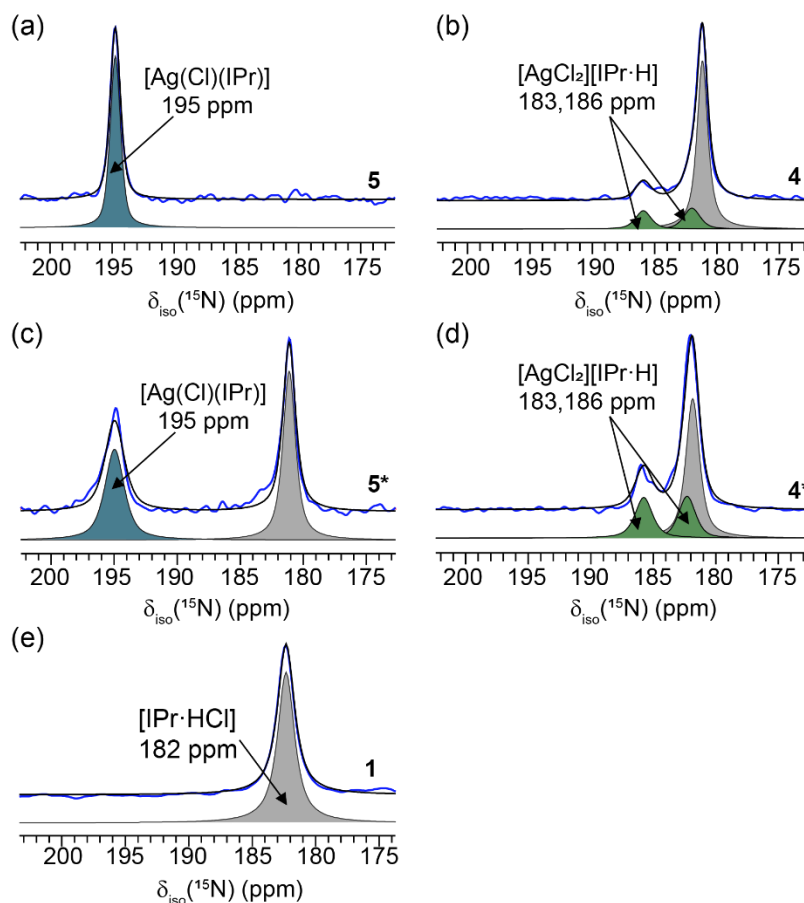 (a)
[Ag(Cl)(IPr)]
195 ppm
5
200 195 190 185 180 175
δiso(¹⁵N) (ppm)
(b)
[AgCl₂][IPr·H]
183,186 ppm
4
200 195 190 185 180 175
δiso(¹⁵N) (ppm)
(c)
[Ag(Cl)(IPr)]
195 ppm
5*
200 195 190 185 180 175
δiso(¹⁵N) (ppm)
(d)
[AgCl₂][IPr·H]
183,186 ppm
4*
200 195 190 185 180 175
δiso(¹⁵N) (ppm)
(e)
[IPr·HCl]
182 ppm
1
200 195 190 185 180 175
δiso(¹⁵N) (ppm)